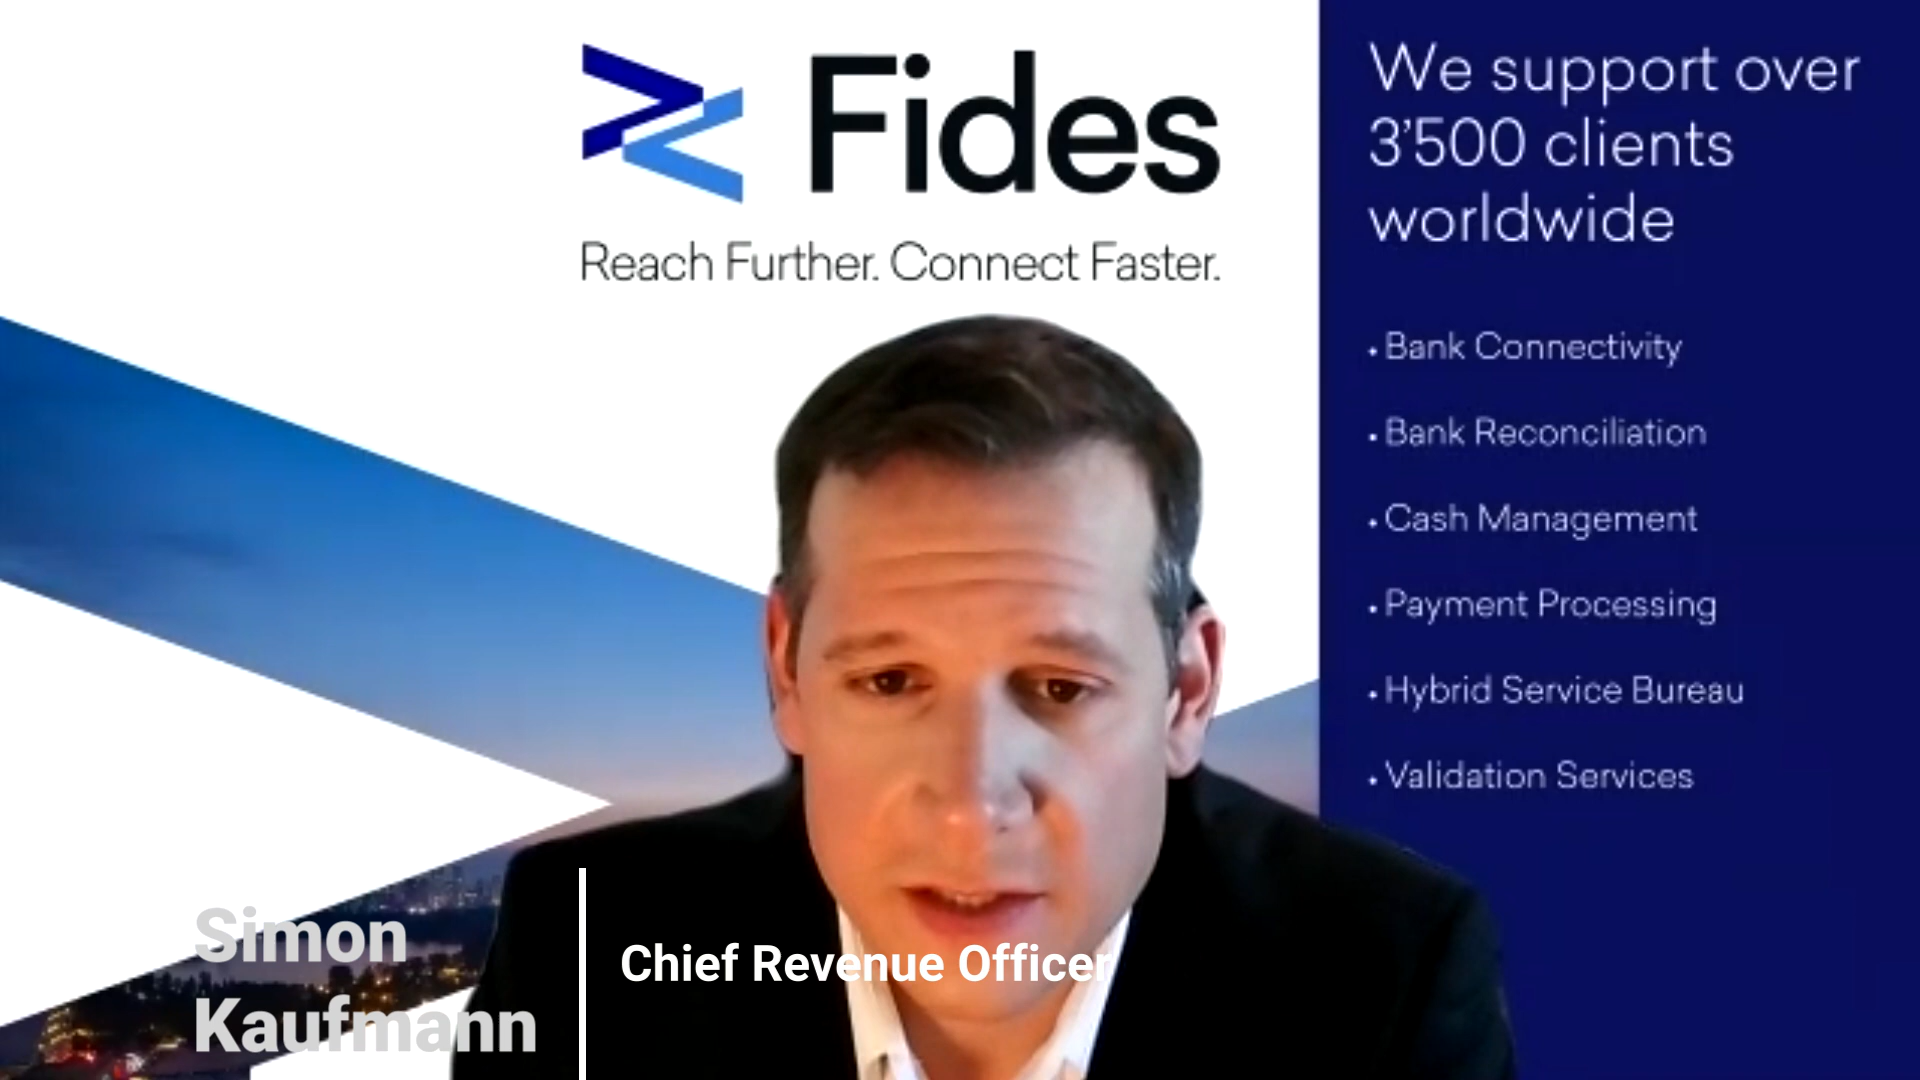 Fides
Reach Further. Connect Faster.
We support over
3’500 clients
worldwide
• Bank Connectivity
• Bank Reconciliation
• Cash Management
• Payment Processing
• Hybrid Service Bureau
• Validation Services
Simon
Kaufmann
Chief Revenue Officer